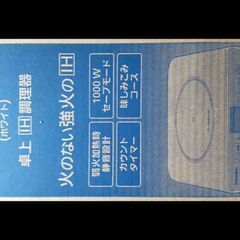 (ホワイト)
卓上 IH 調理器
火のない強火の IH
1000W
セーブモード
味しみこみ
コース
弱火加熱時
静音設計
カウント
タイマー